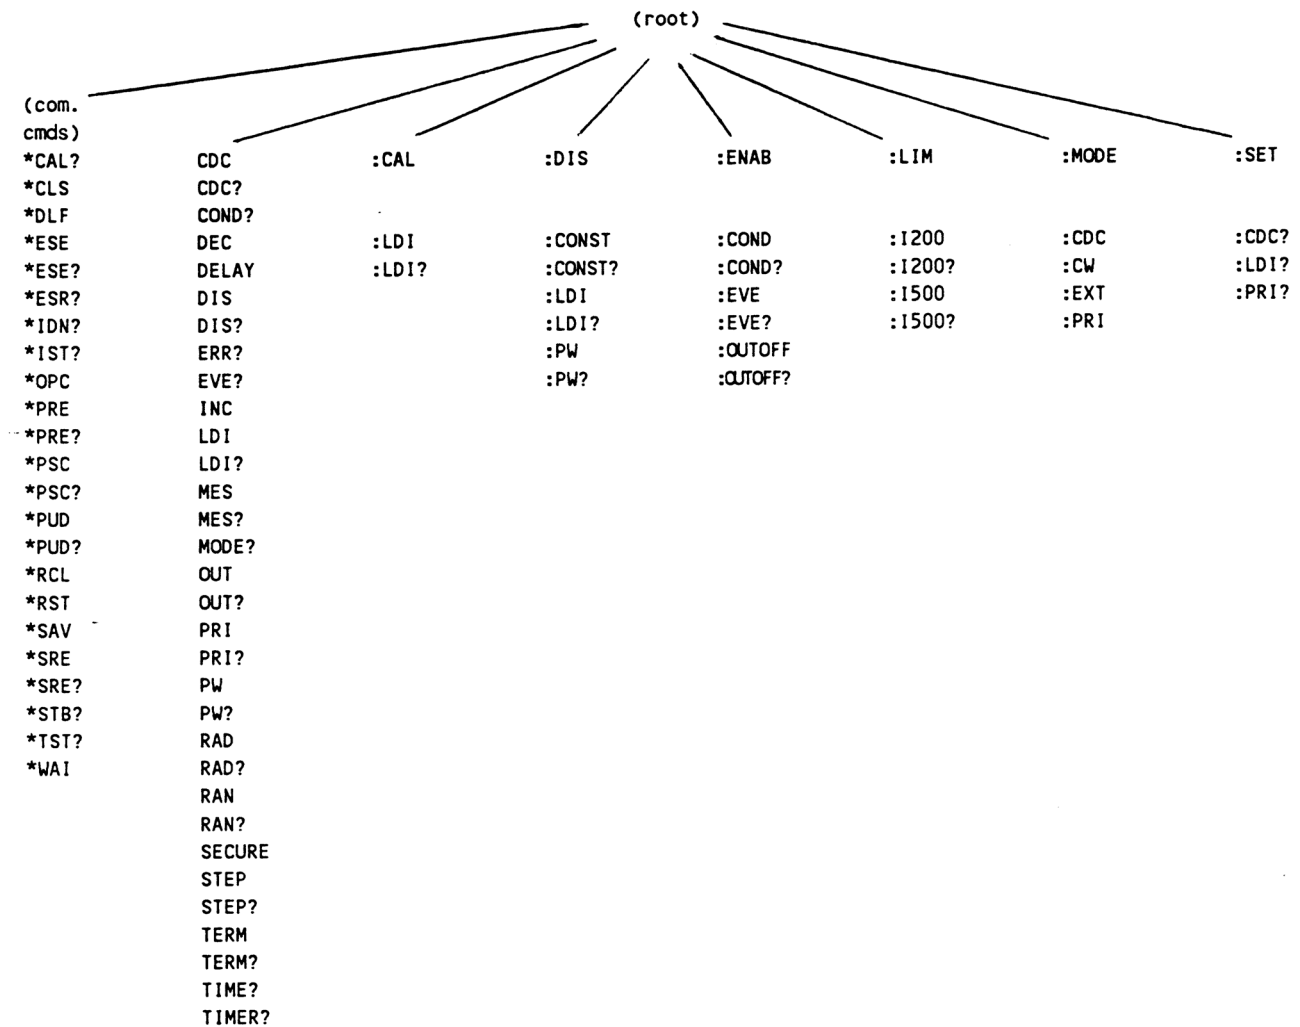 (root)
(com.
cmds)
*CAL? CDC :CAL :DIS :ENAB :LIM :MODE :SET
*CLS CDC?
*DLF COND?
*ESE DEC :LDI :CONST :COND :I200 :CDC :CDC?
*ESE? DELAY :LDI? :CONST? :COND? :I200? :CW :LDI?
*ESR? DIS :LDI :EVE :I500 :EXT :PRI?
*IDN? DIS? :LDI? :EVE? :I500? :PRI
*IST? ERR? :PW :OUTOFF
*OPC EVE? :PW? :OUTOFF?
*PRE INC
*PRE? LDI
*PSC LDI?
*PSC? MES
*PUD MES?
*PUD? MODE?
*RCL OUT
*RST OUT?
*SAV PRI
*SRE PRI?
*SRE? PW
*STB? PW?
*TST? RAD
*WAI RAD?
RAN
RAN?
SECURE
STEP
STEP?
TERM
TERM?
TIME?
TIMER?